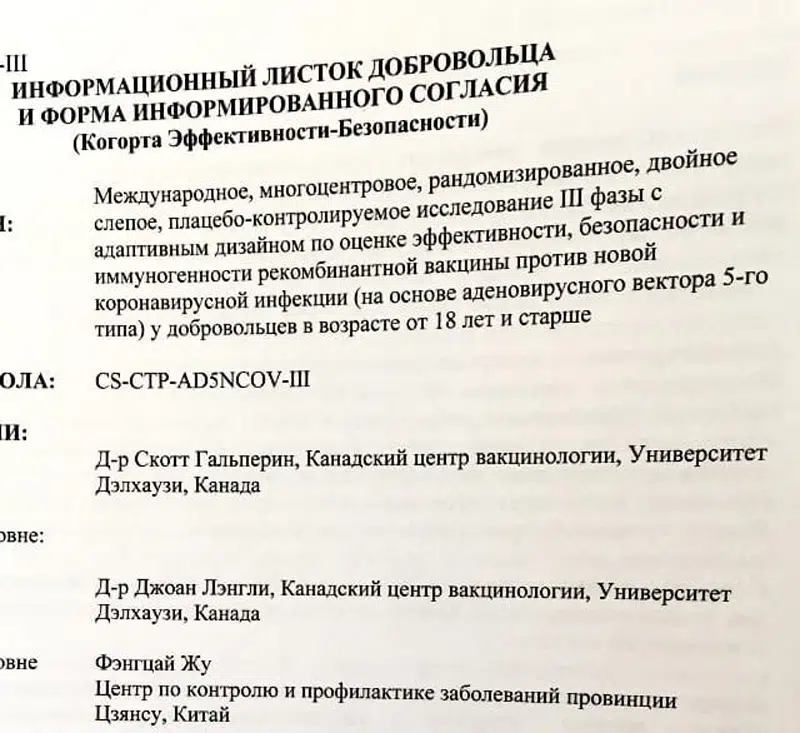 -III
ИНФОРМАЦИОННЫЙ ЛИСТОК ДОБРОВОЛЬЦА
И ФОРМА ИНФОРМИРОВАННОГО СОГЛАСИЯ
(Когорта Эффективности-Безопасности)
Международное, многоцентровое, рандомизированное, двойное
слепое, плацебо-контролируемое исследование III фазы с
адаптивным дизайном по оценке эффективности, безопасности и
иммуногенности рекомбинантной вакцины против новой
коронавирусной инфекции (на основе аденовирусного вектора 5-го
типа) у добровольцев в возрасте от 18 лет и старше
ОЛА: CS-CTP-AD5NCOV-III
ИИ:
Д-р Скотт Гальперин, Канадский центр вакцинологии, Университет
Дэлхаузи, Канада
овне:
Д-р Джоан Лэнгли, Канадский центр вакцинологии, Университет
Дэлхаузи, Канада
овне Фэнгцай Жу
Центр по контролю и профилактике заболеваний провинции
Цзянсу, Китай